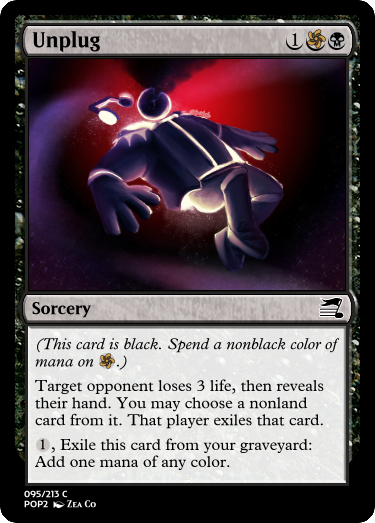 Unplug 1
Sorcery
(This card is black. Spend a nonblack color of
mana on .)
Target opponent loses 3 life, then reveals
their hand. You may choose a nonland
card from it. That player exiles that card.
1 , Exile this card from your graveyard:
Add one mana of any color.
095/213 C
POP2 Zea Co